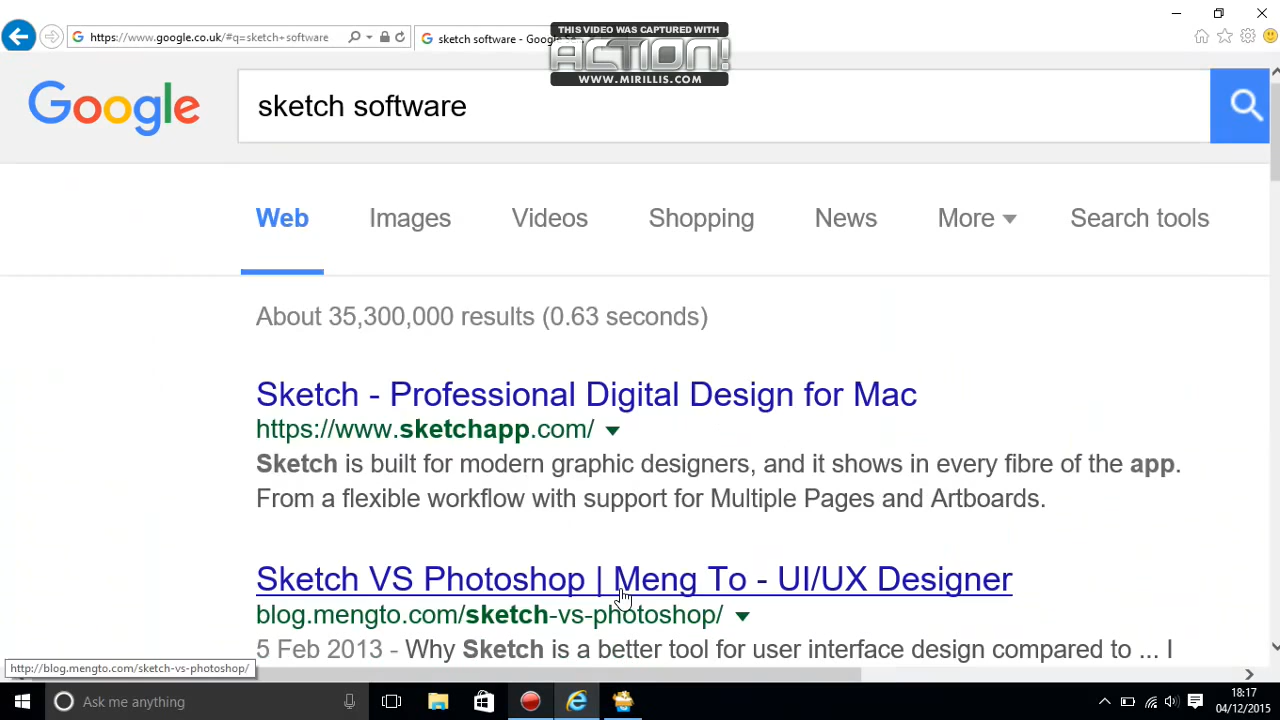 THIS VIDEO WAS CAPTURED WITH
ACTION!
WWW.MIRILLIS.COM
https://www.google.co.uk/#q=sketch+software
sketch software - Google Se...
Google
sketch software
Web Images Videos Shopping News More Search tools
About 35,300,000 results (0.63 seconds)
Sketch - Professional Digital Design for Mac
https://www.sketchapp.com/
Sketch is built for modern graphic designers, and it shows in every fibre of the app.
From a flexible workflow with support for Multiple Pages and Artboards.
Sketch VS Photoshop | Meng To - UI/UX Designer
blog.mengto.com/sketch-vs-photoshop/
5 Feb 2013 - Why Sketch is a better tool for user interface design compared to ... I
http://blog.mengto.com/sketch-vs-photoshop/
Ask me anything
18:17
04/12/2015